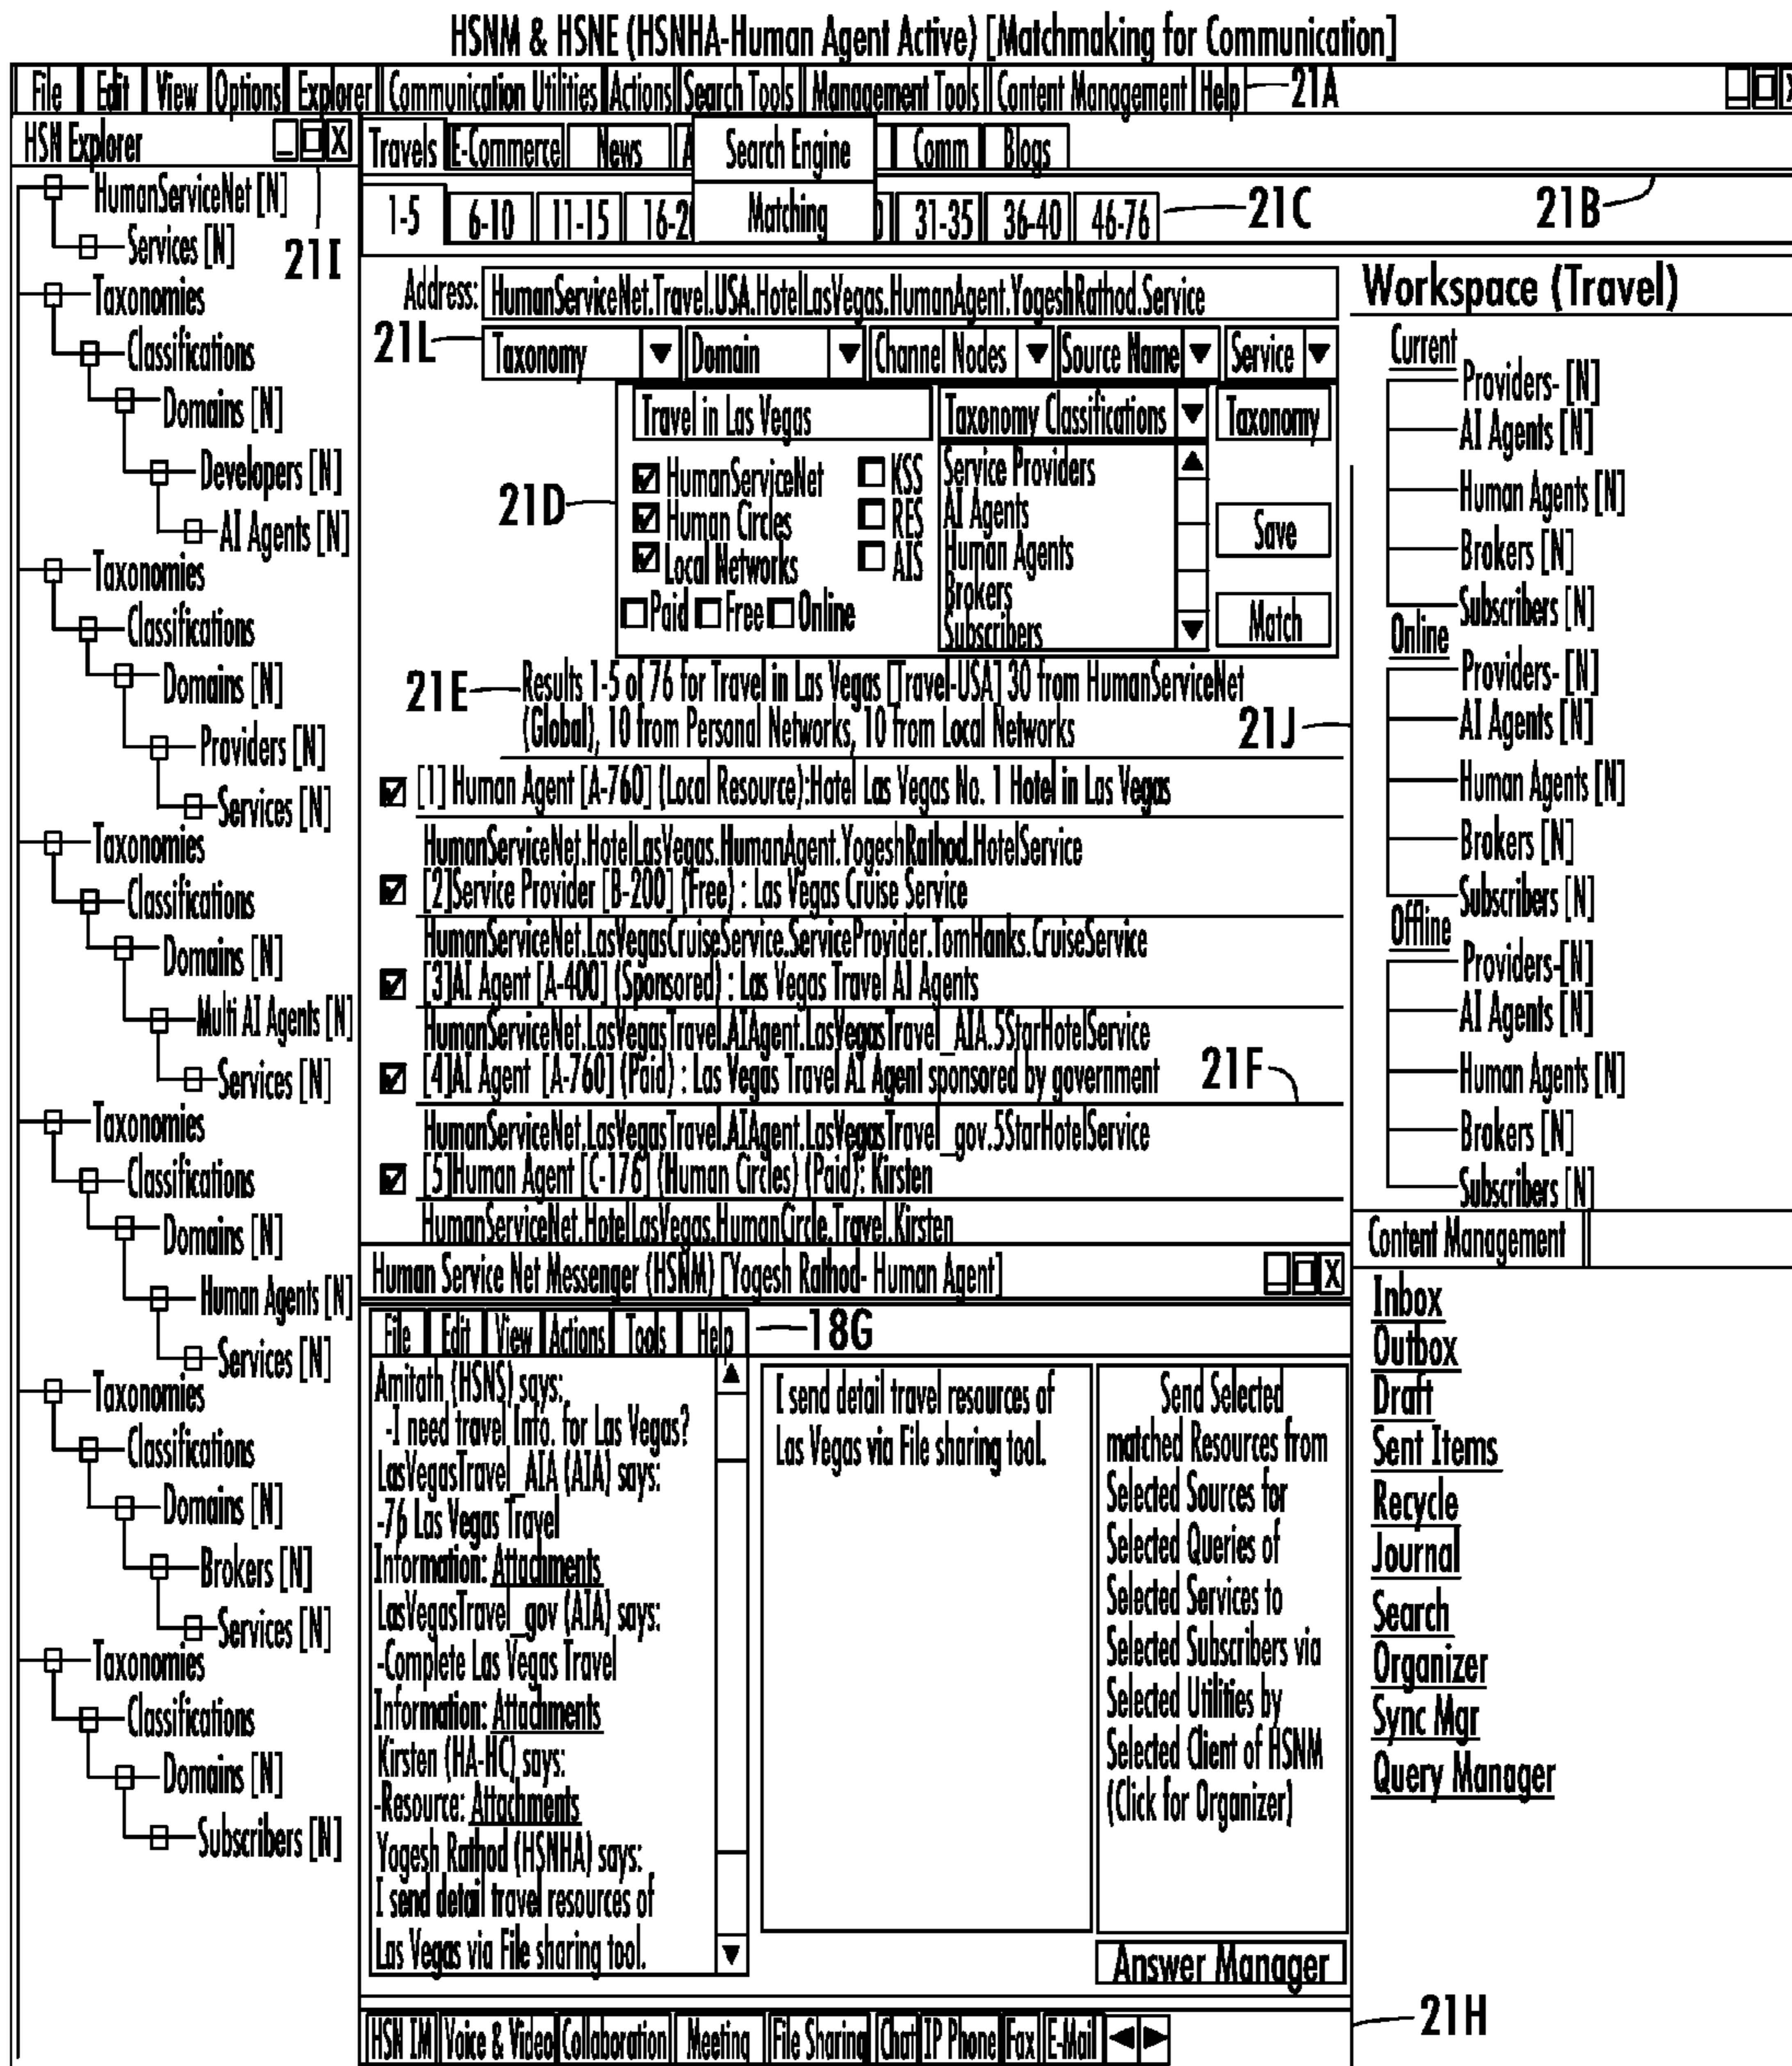 HSNM & HSNE (HSNHA-Human Agent Active) [Matchmaking for Communication]
File Edit View Options Explorer Communication Utilities Actions Search Tools Management Tools Content Management Help 21A
HSN Explorer
X
HumanServiceNet [N]
Services [N]
21I
Taxonomies
Classifications
Domains [N]
Developers [N]
AI Agents [N]
Taxonomies
Classifications
Domains [N]
Providers [N]
Services [N]
Taxonomies
Classifications
Domains [N]
Multi AI Agents [N]
Services [N]
Taxonomies
Classifications
Domains [N]
Human Agents [N]
Services [N]
Taxonomies
Classifications
Domains [N]
Brokers [N]
Services [N]
Taxonomies
Classifications
Domains [N]
Subscribers [N]
Travels E-Commerce News A Search Engine Comm Blogs
21B
1-5 6-10 11-15 16-2 Matching 31-35 36-40 46-76 21C
Address: HumanServiceNet.Travel.USA.HotelLasVegas.HumanAgent.YogeshRathod.Service
21L
Taxonomy Domain Channel Nodes Source Name Service
Travel in Las Vegas Taxonomy Classifications Taxonomy
21D
HumanServiceNet KSS
Human Circles RES
Local Networks AIS
Paid Free Online
Service Providers
AI Agents
Human Agents
Brokers
Subscribers
Save
Match
21E
Results 1-5 of 76 for Travel in Las Vegas [Travel-USA] 30 from HumanServiceNet
(Global), 10 from Personal Networks, 10 from Local Networks
21J
[1] Human Agent [A-760] (Local Resource):Hotel Las Vegas No. 1 Hotel in Las Vegas
HumanServiceNet.HotelLasVegas.HumanAgent.YogeshRathod.HotelService
[2]Service Provider [B-200] (Free) : Las Vegas Cruise Service
HumanServiceNet.LasVegasCruiseService.ServiceProvider.TomHanks.CruiseService
[3]AI Agent [A-400] (Sponsored) : Las Vegas Travel AI Agents
HumanServiceNet.LasVegasTravel.AIAgent.LasVegasTravel_AIA.5StarHotelService
[4]AI Agent [A-760] (Paid) : Las Vegas Travel AI Agent sponsored by government
21F
HumanServiceNet.LasVegasTravel.AIAgent.LasVegasTravel_gov.5StarHotelService
[5]Human Agent [C-176] (Human Circles) (Paid): Kirsten
HumanServiceNet.HotelLasVegas.HumanCircle.Travel.Kirsten
Workspace (Travel)
Current
Providers- [N]
AI Agents [N]
Human Agents [N]
Brokers [N]
Subscribers [N]
Online
Providers- [N]
AI Agents [N]
Human Agents [N]
Brokers [N]
Subscribers [N]
Offline
Providers-[N]
AI Agents [N]
Human Agents [N]
Brokers [N]
Subscribers [N]
Content Management
Inbox
Outbox
Draft
Sent Items
Recycle
Journal
Search
Organizer
Sync Mgr
Query Manager
Human Service Net Messenger (HSNM) [Yogesh Rathod- Human Agent]
X
File Edit View Actions Tools Help 18G
Amitath (HSNS) says:
-I need travel Info. for Las Vegas?
LasVegasTravel_AIA (AIA) says:
-76 Las Vegas Travel
Information: Attachments
LasVegasTravel_gov (AIA) says:
-Complete Las Vegas Travel
Information: Attachments
Kirsten (HA-HC) says:
-Resource: Attachments
Yogesh Rathod (HSNHA) says:
I send detail travel resources of
Las Vegas via File sharing tool.
I send detail travel resources of
Las Vegas via File sharing tool.
Send Selected
matched Resources from
Selected Sources for
Selected Queries of
Selected Services to
Selected Subscribers via
Selected Utilities by
Selected Client of HSNM
(Click for Organizer)
Answer Manager
HSN IM Voice & Video Collaboration Meeting File Sharing Chat IP Phone Fax E-Mail
21H